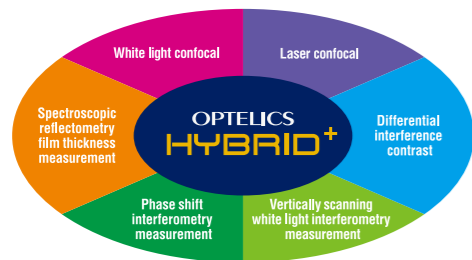 White light confocal
Laser confocal
Spectroscopic
reflectometry
film thickness
measurement
OPTELICS
HYBRID+
Differential
interference
contrast
Phase shift
interferometry
measurement
Vertically scanning
white light interferometry
measurement